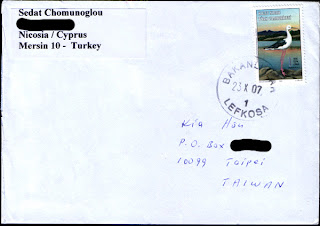 Sedat Chomunoglou
Nicosia / Cyprus
Mersin 10 - Turkey
BAKANLIK
23 X 07
1
LEFKOŞA
Kia Hsu
P.O. Box
10099 Taipei
TAIWAN